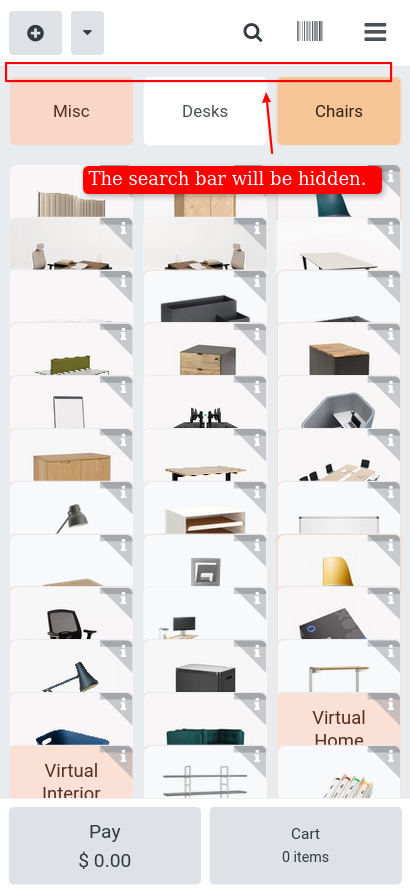 Misc
Desks
Chairs
The search bar will be hidden.
Virtual
Home
Virtual
Interior
Pay
$ 0.00
Cart
0 items